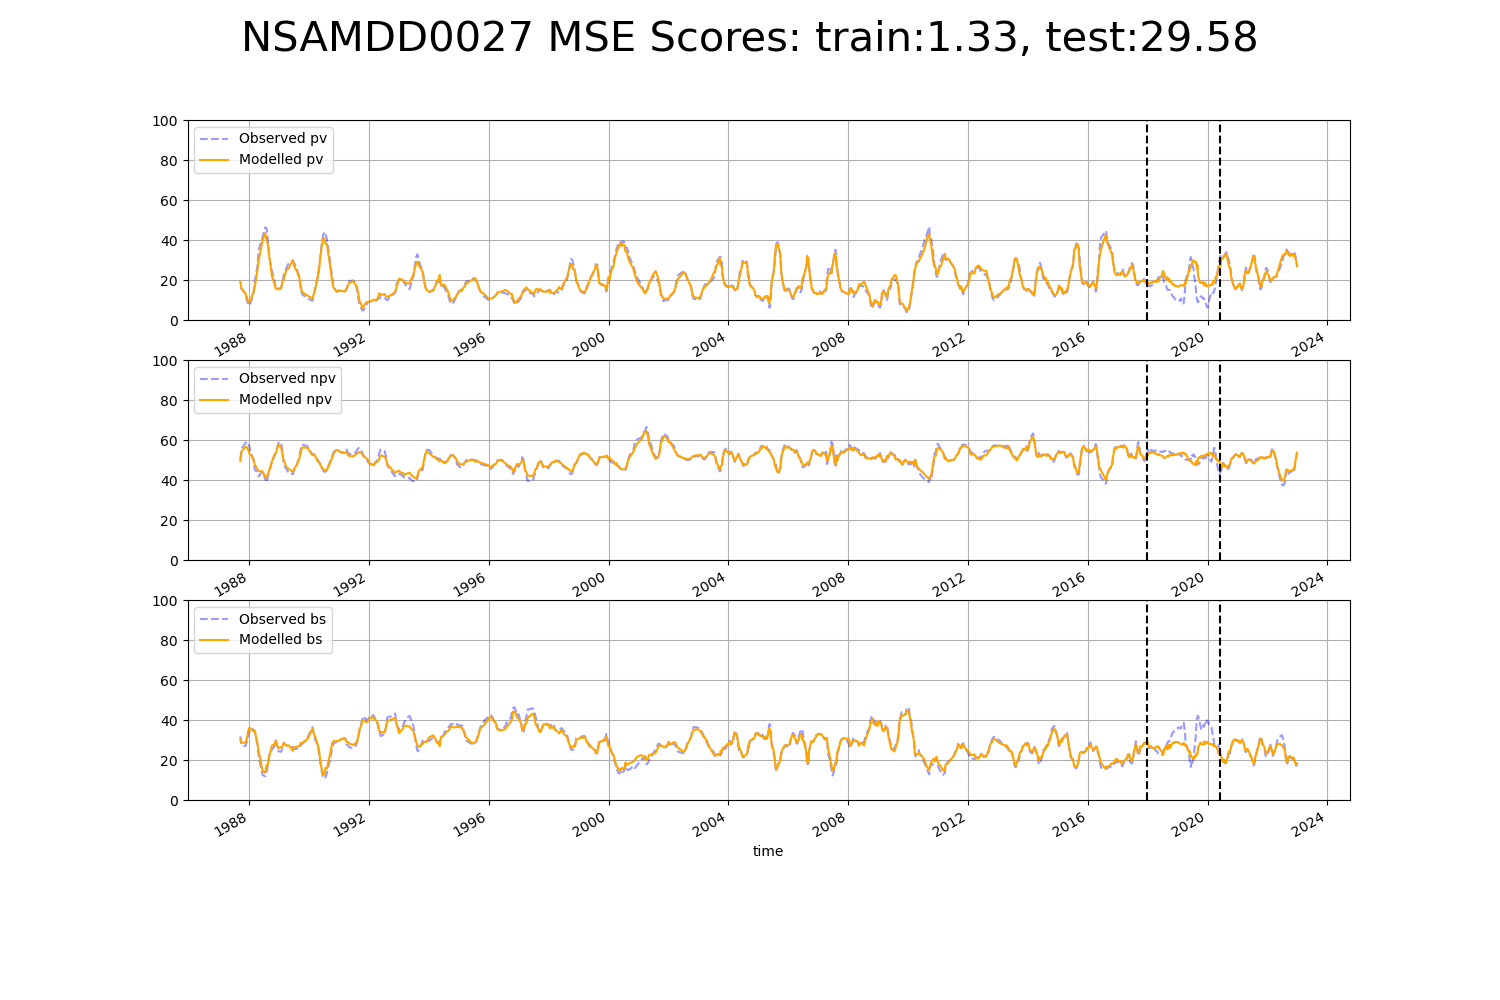 NSAMDD0027 MSE Scores: train:1.33, test:29.58
100
80
60
40
20
0
Observed pv
Modelled pv
1988 1992 1996 2000 2004 2008 2012 2016 2020 2024
100
80
60
40
20
0
Observed npv
Modelled npv
1988 1992 1996 2000 2004 2008 2012 2016 2020 2024
100
80
60
40
20
0
Observed bs
Modelled bs
1988 1992 1996 2000 2004 2008 2012 2016 2020 2024
time